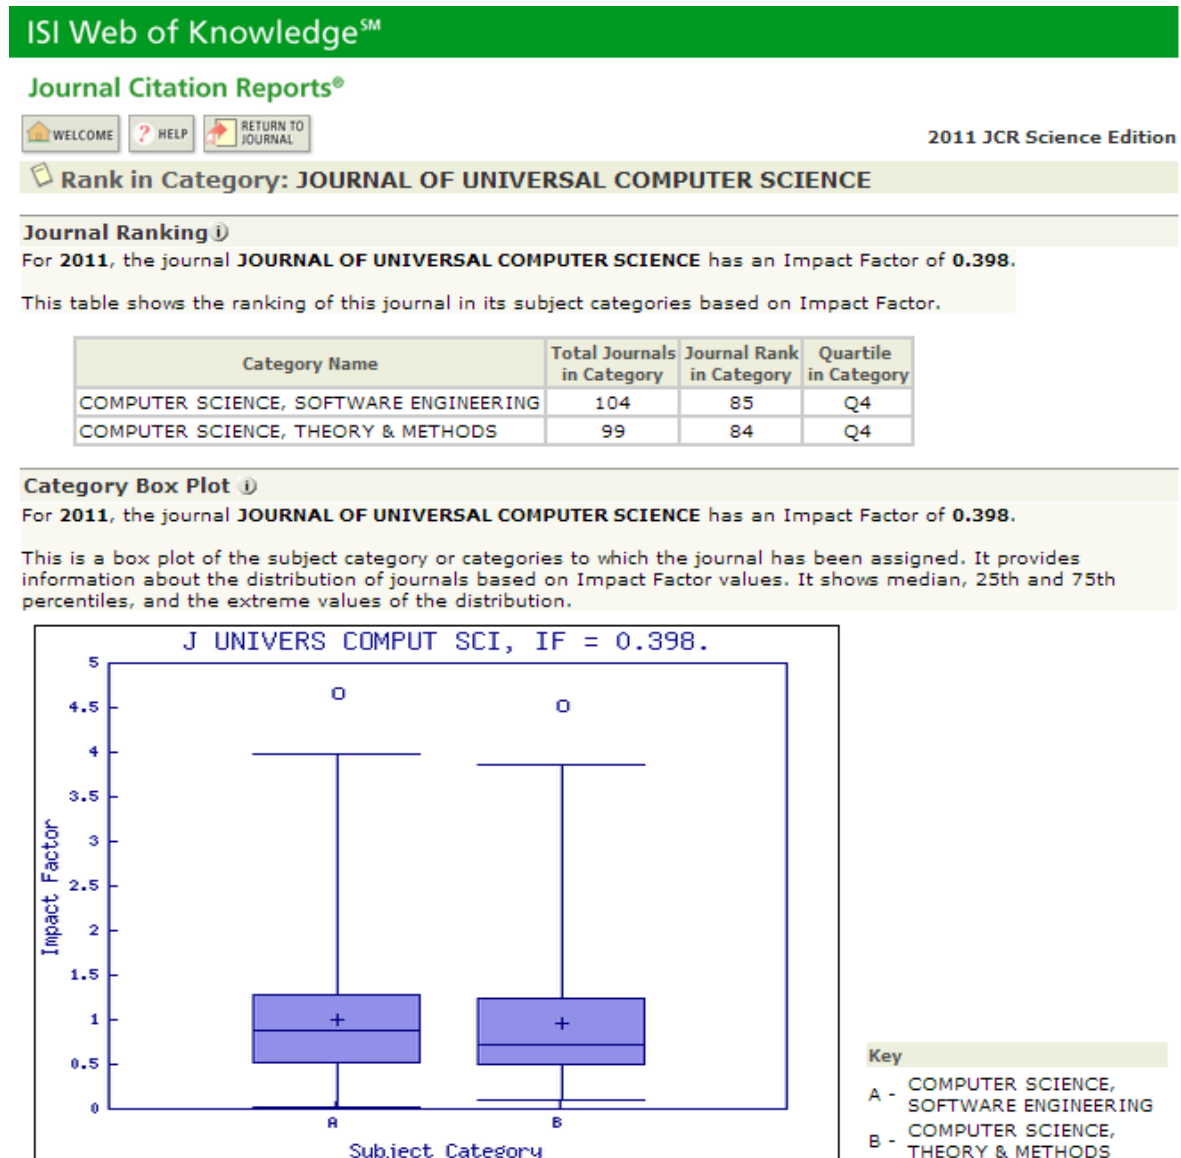 ISI Web of Knowledge℠
Journal Citation Reports®
WELCOME ? HELP RETURN TO JOURNAL
2011 JCR Science Edition
Rank in Category: JOURNAL OF UNIVERSAL COMPUTER SCIENCE
Journal Ranking i
For 2011, the journal JOURNAL OF UNIVERSAL COMPUTER SCIENCE has an Impact Factor of 0.398.
This table shows the ranking of this journal in its subject categories based on Impact Factor.
Category Name Total Journals in Category Journal Rank in Category Quartile in Category
COMPUTER SCIENCE, SOFTWARE ENGINEERING 104 85 Q4
COMPUTER SCIENCE, THEORY & METHODS 99 84 Q4
Category Box Plot i
For 2011, the journal JOURNAL OF UNIVERSAL COMPUTER SCIENCE has an Impact Factor of 0.398.
This is a box plot of the subject category or categories to which the journal has been assigned. It provides
information about the distribution of journals based on Impact Factor values. It shows median, 25th and 75th
percentiles, and the extreme values of the distribution.
J UNIVERS COMPUT SCI, IF = 0.398.
5
4.5
4
3.5
3
2.5
2
1.5
1
0.5
0
Impact Factor
A B
Subject Category
Key
A - COMPUTER SCIENCE,
SOFTWARE ENGINEERING
B - COMPUTER SCIENCE,
THEORY & METHODS